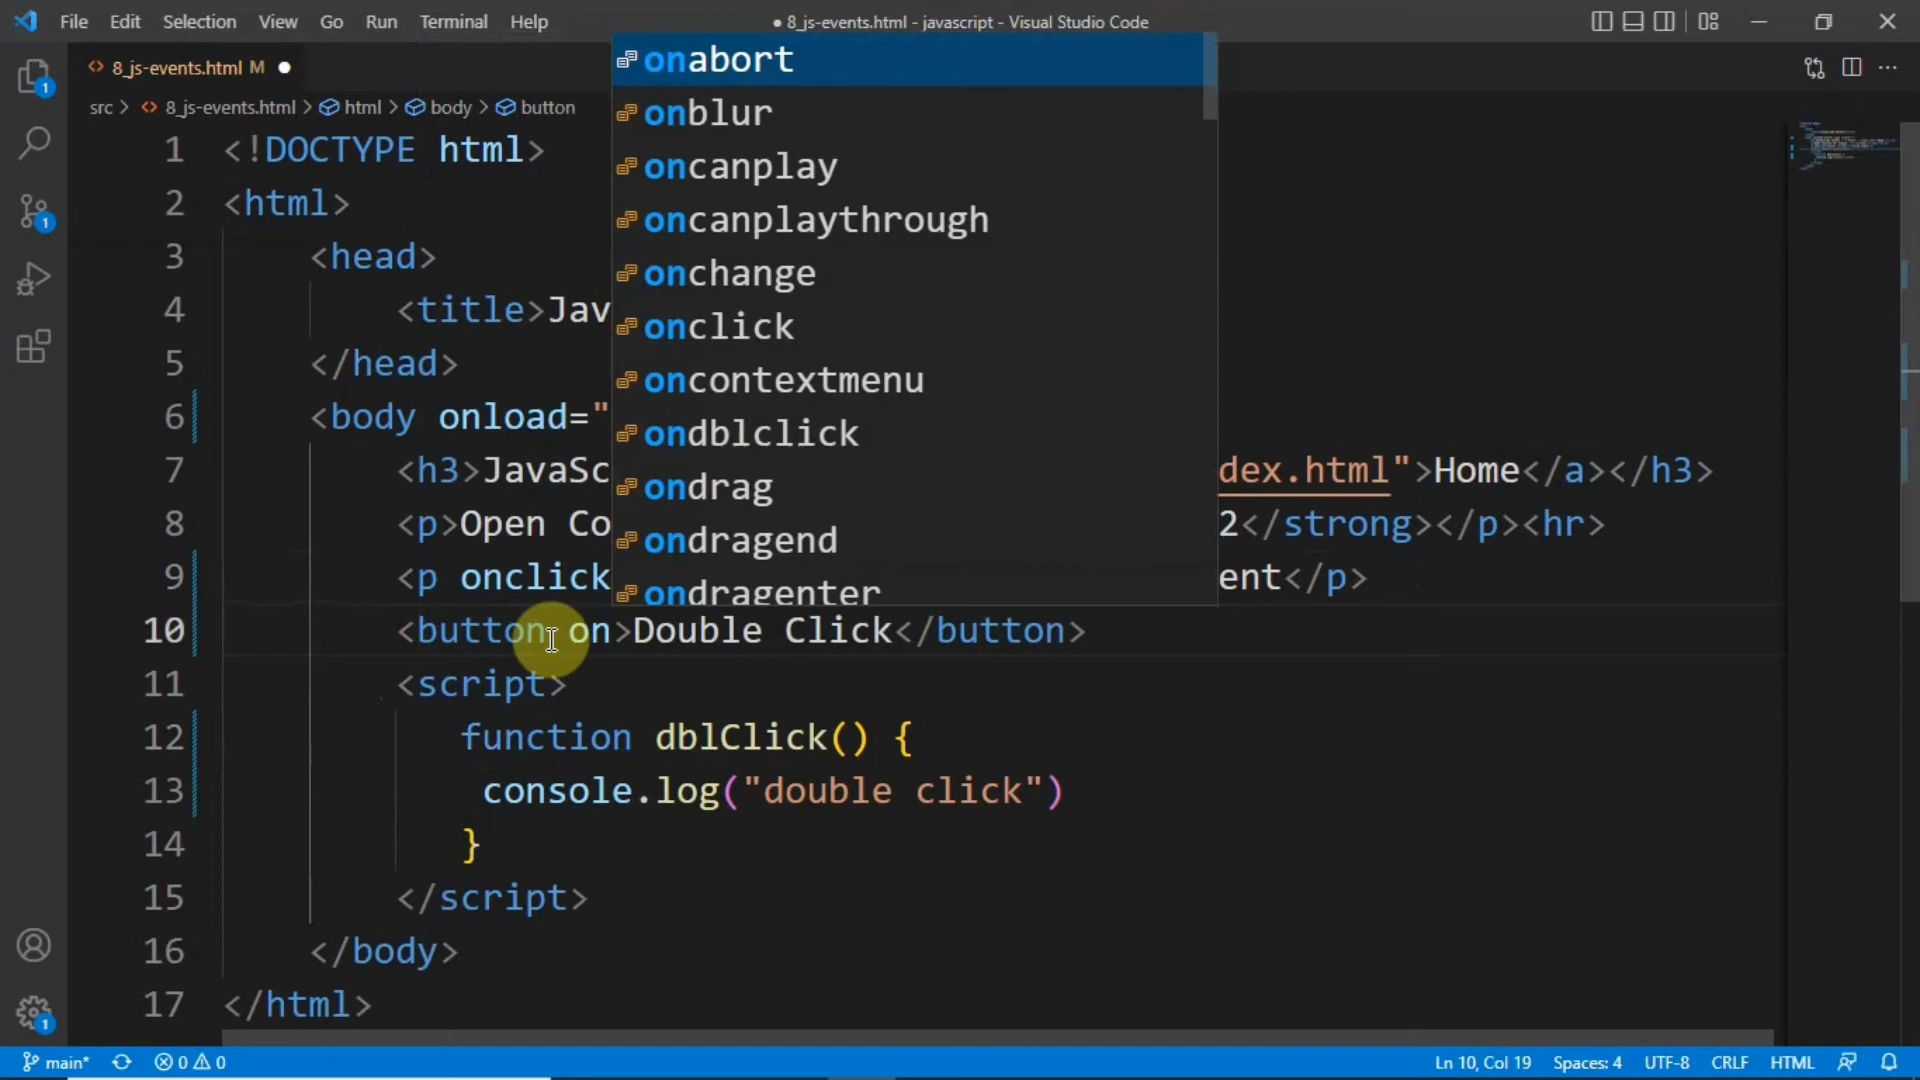 File Edit Selection View Go Run Terminal Help ● 8_js-events.html - javascript - Visual Studio Code
<> 8_js-events.html M ●
src > <> 8_js-events.html > html > body > button
1 <!DOCTYPE html>
2 <html>
3 <head>
4 <title>Jav
5 </head>
6 <body onload="
7 <h3>JavaSc dex.html">Home</a></h3>
8 <p>Open Co 2</strong></p><hr>
9 <p onclick ent</p>
10 <button on>Double Click</button>
11 <script>
12 function dblClick() {
13 console.log("double click")
14 }
15 </script>
16 </body>
17 </html>
onabort
onblur
oncanplay
oncanplaythrough
onchange
onclick
oncontextmenu
ondblclick
ondrag
ondragend
ondragenter
1
1
1
main* 0 0 Ln 10, Col 19 Spaces: 4 UTF-8 CRLF HTML